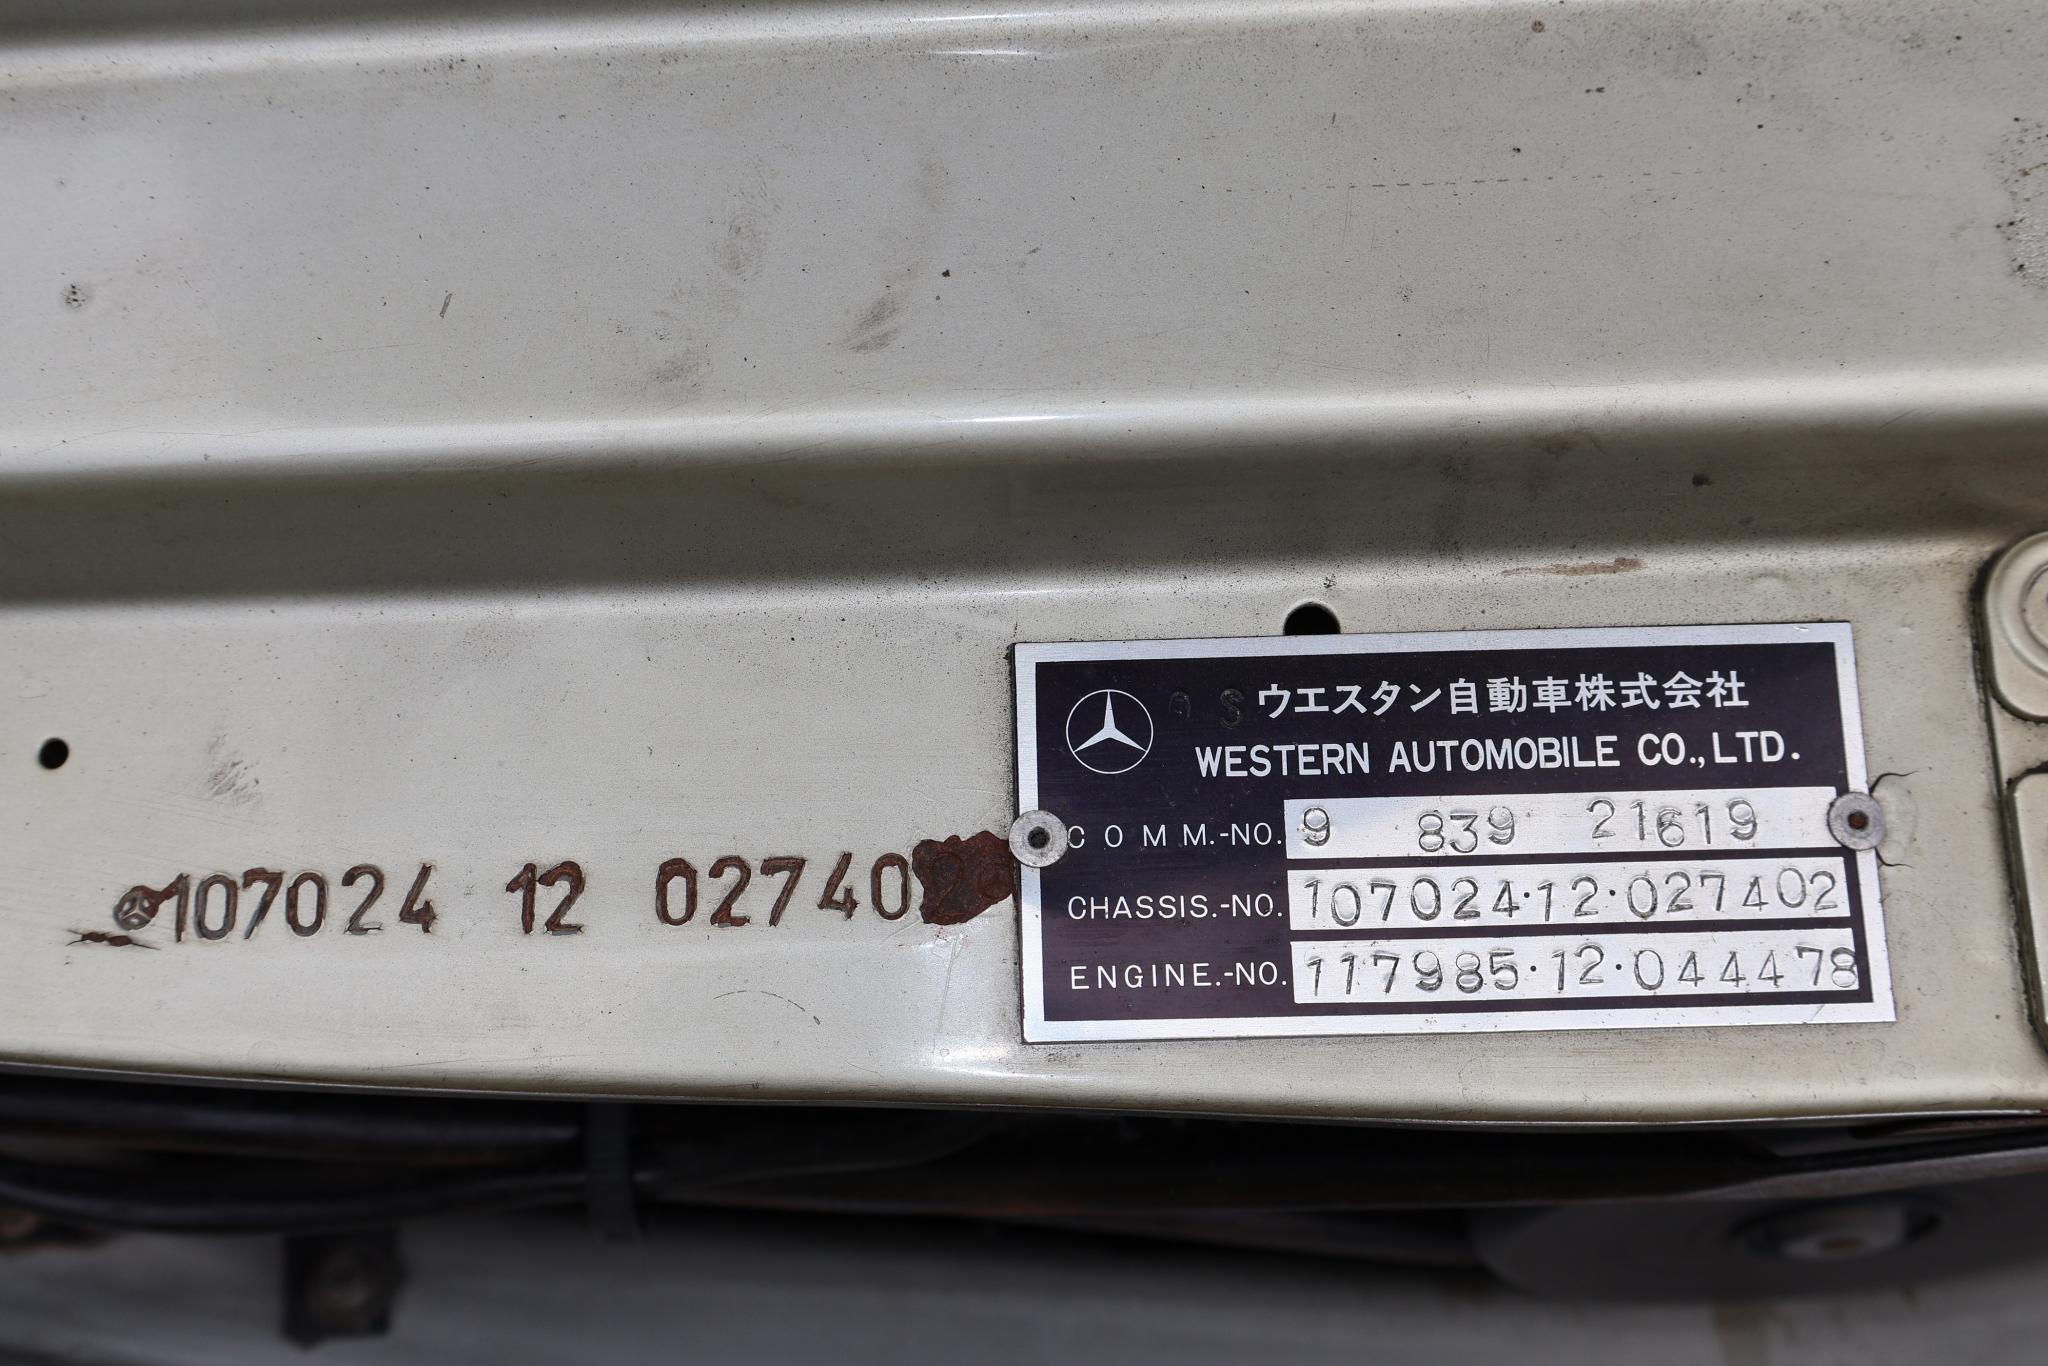 107024 12 027402
ウエスタン自動車株式会社
WESTERN AUTOMOBILE CO., LTD.
COMM.-NO. 9 839 21619
CHASSIS.-NO. 107024·12·027402
ENGINE.-NO. 117985·12·044478